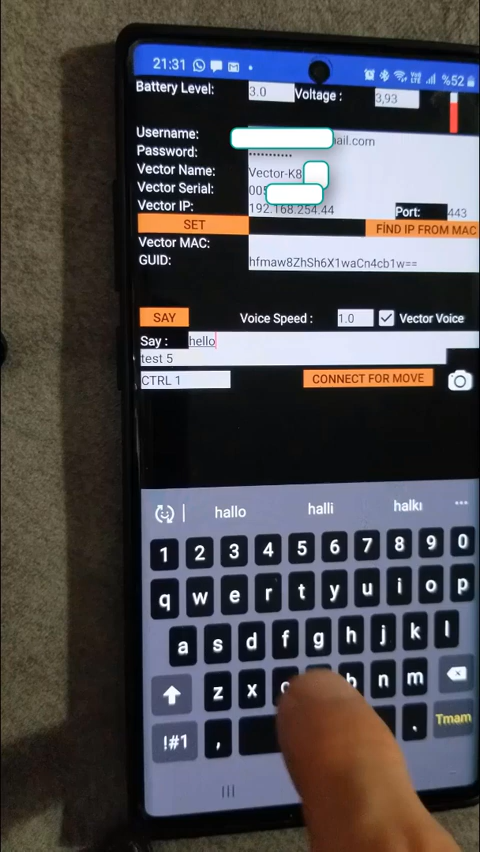 21:31 %52
Battery Level: 3.0 Voltage : 3,93
Username: ail.com
Password: ...........
Vector Name: Vector-K8
Vector Serial: 005
Vector IP: 192.168.254.44 Port: 443
SET FİND IP FROM MAC
Vector MAC:
GUID: hfmaw8ZhSh6X1waCn4cb1w==
SAY Voice Speed : 1.0 Vector Voice
Say : hello
test 5
CTRL 1 CONNECT FOR MOVE
hallo halli halkı ...
1 2 3 4 5 6 7 8 9 0
q w e r t y u i o p
a s d f g h j k l
z x c b n m
!#1 , . Tmam